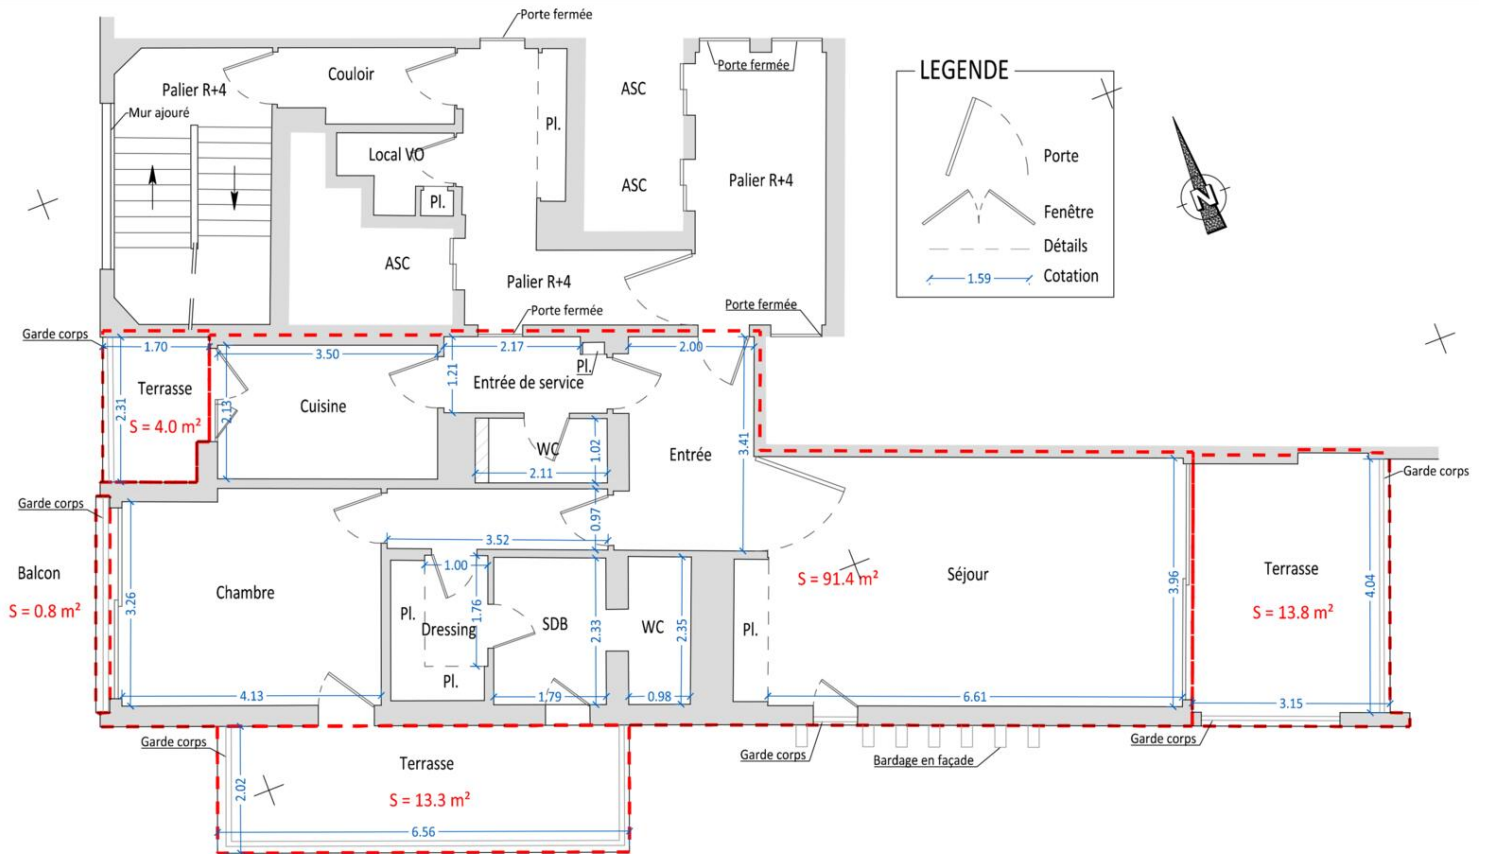 Porte fermée
Couloir
Palier R+4
Mur ajouré
Local VO
Pl.
Pl.
ASC
ASC
ASC
Porte fermée
Palier R+4
Palier R+4
Porte fermée
Porte fermée
LEGENDE
Porte
Fenêtre
Détails
1.59
Cotation
N
Garde corps
1.70
2.31
Terrasse
S = 4.0 m²
3.50
2.13
Cuisine
2.17
1.21
Pl.
Entrée de service
2.00
WC
1.02
2.11
Entrée
3.41
Garde corps
Balcon
S = 0.8 m²
3.26
Chambre
4.13
3.52
0.97
1.00
1.76
Pl.
Dressing
Pl.
SDB
2.33
1.79
WC
2.35
0.98
Pl.
S = 91.4 m²
Séjour
3.96
6.61
Garde corps
Terrasse
4.04
S = 13.8 m²
3.15
Garde corps
Garde corps
Terrasse
S = 13.3 m²
2.02
6.56
Garde corps
Bardage en façade